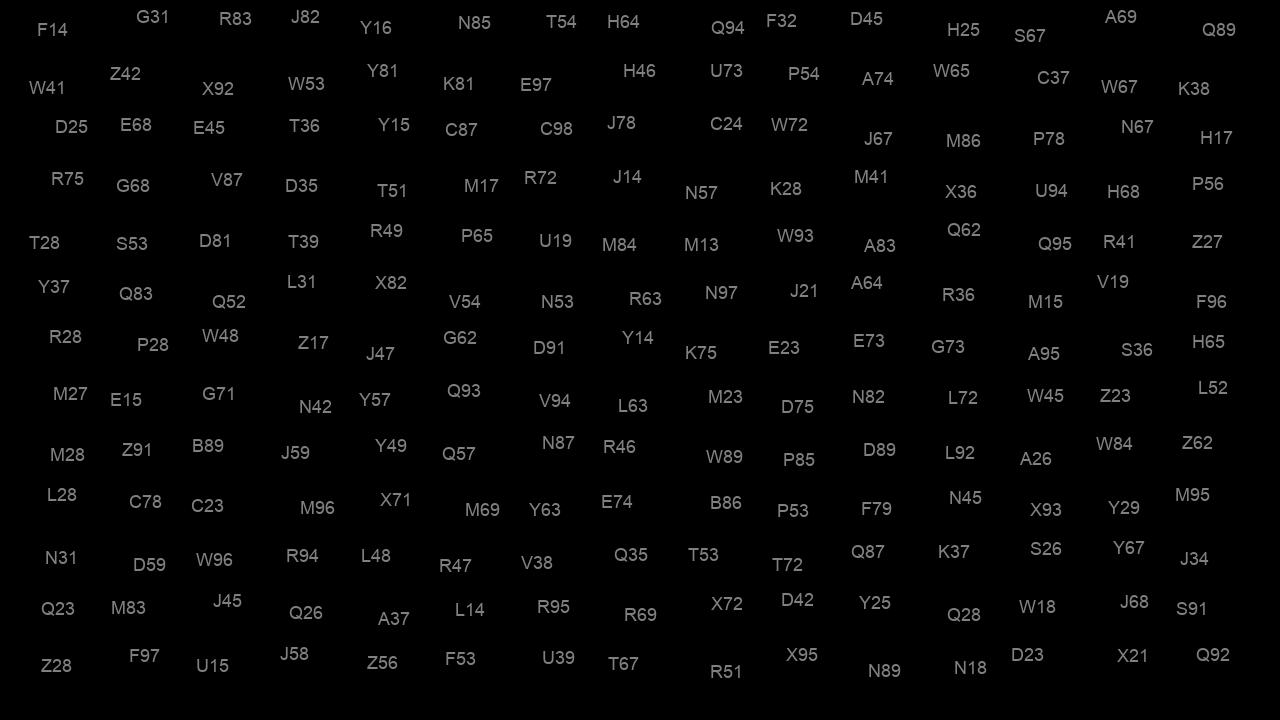 F14 G31 R83 J82 Y16 N85 T54 H64 Q94 F32 D45 H25 S67 A69 Q89
W41 Z42 X92 W53 Y81 K81 E97 H46 U73 P54 A74 W65 C37 W67 K38
D25 E68 E45 T36 Y15 C87 C98 J78 C24 W72 J67 M86 P78 N67 H17
R75 G68 V87 D35 T51 M17 R72 J14 N57 K28 M41 X36 U94 H68 P56
T28 S53 D81 T39 R49 P65 U19 M84 M13 W93 A83 Q62 Q95 R41 Z27
Y37 Q83 Q52 L31 X82 V54 N53 R63 N97 J21 A64 R36 M15 V19 F96
R28 P28 W48 Z17 J47 G62 D91 Y14 K75 E23 E73 G73 A95 S36 H65
M27 E15 G71 N42 Y57 Q93 V94 L63 M23 D75 N82 L72 W45 Z23 L52
M28 Z91 B89 J59 Y49 Q57 N87 R46 W89 P85 D89 L92 A26 W84 Z62
L28 C78 C23 M96 X71 M69 Y63 E74 B86 P53 F79 N45 X93 Y29 M95
N31 D59 W96 R94 L48 R47 V38 Q35 T53 T72 Q87 K37 S26 Y67 J34
Q23 M83 J45 Q26 A37 L14 R95 R69 X72 D42 Y25 Q28 W18 J68 S91
Z28 F97 U15 J58 Z56 F53 U39 T67 R51 X95 N89 N18 D23 X21 Q92